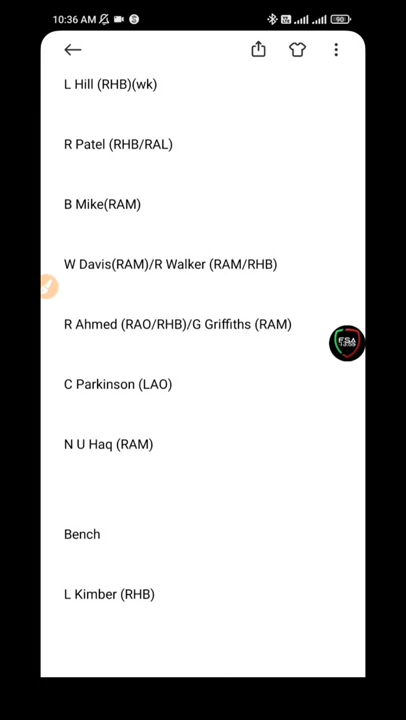 10:36 AM
90
L Hill (RHB)(wk)
R Patel (RHB/RAL)
B Mike(RAM)
W Davis(RAM)/R Walker (RAM/RHB)
R Ahmed (RAO/RHB)/G Griffiths (RAM)
C Parkinson (LAO)
N U Haq (RAM)
Bench
L Kimber (RHB)